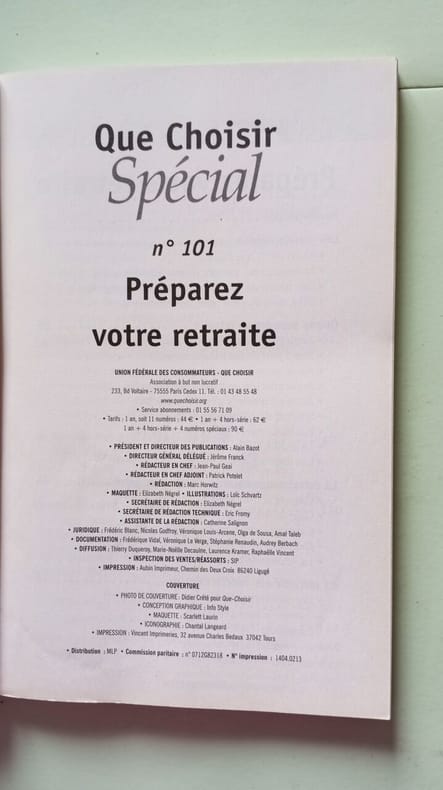 Que Choisir
Spécial
n° 101
Préparez
votre retraite
UNION FÉDÉRALE DES CONSOMMATEURS - QUE CHOISIR
Association à but non lucratif
233, Bd Voltaire - 75555 Paris Cedex 11. Tél. : 01 43 48 55 48
www.quechoisir.org
• Service abonnements : 01 55 56 71 09
• Tarifs : 1 an, soit 11 numéros : 44 € • 1 an + 4 hors-série : 62 €
1 an + 4 hors-série + 4 numéros spéciaux : 90 €
• PRÉSIDENT ET DIRECTEUR DES PUBLICATIONS : Alain Bazot
• DIRECTEUR GÉNÉRAL DÉLÉGUÉ : Jérôme Franck
• RÉDACTEUR EN CHEF : Jean-Paul Geai
• RÉDACTEUR EN CHEF ADJOINT : Patrick Potelet
• RÉDACTION : Marc Horwitz
• MAQUETTE : Elizabeth Négrel • ILLUSTRATIONS : Loïc Schvartz
• SECRÉTAIRE DE RÉDACTION : Elizabeth Négrel
• SECRÉTAIRE DE RÉDACTION TECHNIQUE : Eric Fromy
• ASSISTANTE DE LA RÉDACTION : Catherine Salignon
• JURIDIQUE : Frédéric Blanc, Nicolas Godfroy, Véronique Louis-Arcene, Olga de Sousa, Amal Taleb
• DOCUMENTATION : Frédérique Vidal, Véronique Le Verge, Stéphanie Renaudin, Audrey Berbach
• DIFFUSION : Thierry Duqueroy, Marie-Noëlle Decaulne, Laurence Kramer, Raphaëlle Vincent
• INSPECTION DES VENTES/RÉASSORTS : SIP
• IMPRESSION : Aubin Imprimeur, Chemin des Deux Croix 86240 Ligugé
COUVERTURE
• PHOTO DE COUVERTURE : Didier Crété pour Que-Choisir
• CONCEPTION GRAPHIQUE : Info Style
• MAQUETTE : Scarlett Laurin
• ICONOGRAPHIE : Chantal Langeard
• IMPRESSION : Vincent Imprimeries, 32 avenue Charles Bedaux 37042 Tours
• Distribution : MLP • Commission paritaire : n° 0712G82318 • N° impression : 1404.0213